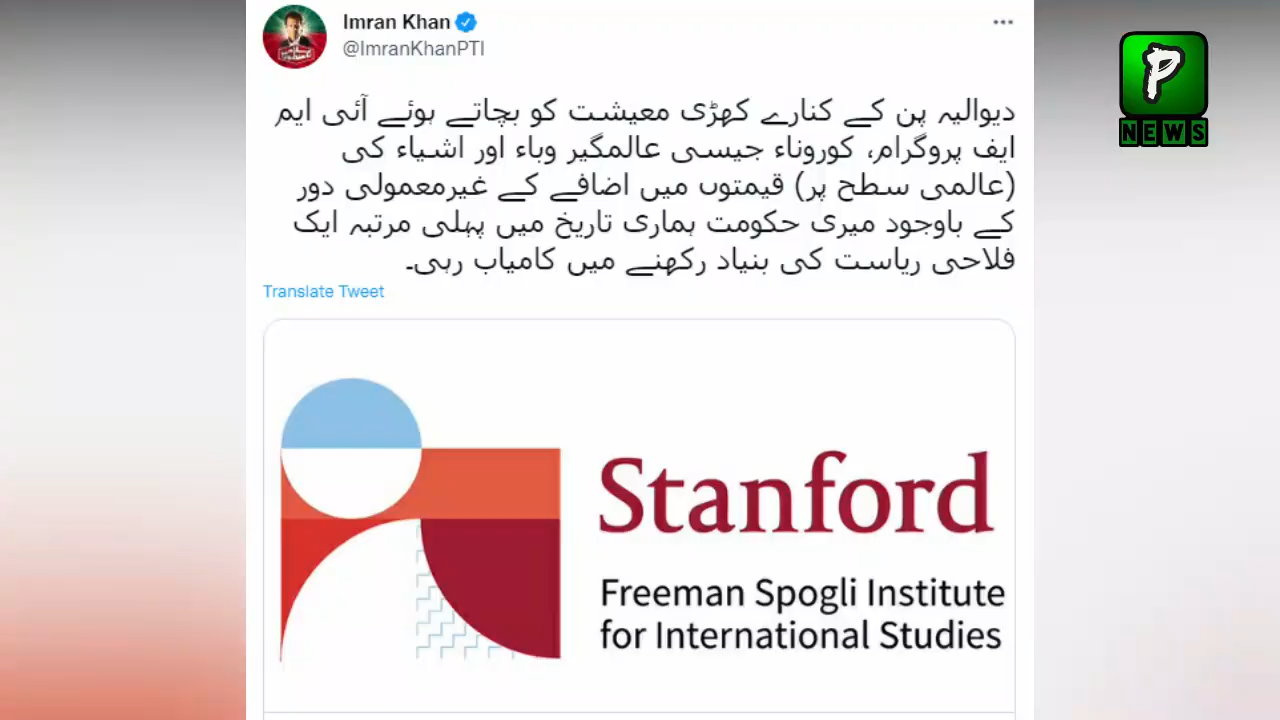 Imran Khan
@ImranKhanPTI
دیوالیہ پن کے کنارے کھڑی معیشت کو بچاتے ہوئے آئی ایم
ایف پروگرام، کوروناء جیسی عالمگیر وباء اور اشیاء کی
(عالمی سطح پر) قیمتوں میں اضافے کے غیرمعمولی دور
کے باوجود میری حکومت ہماری تاریخ میں پہلی مرتبہ ایک
فلاحی ریاست کی بنیاد رکھنے میں کامیاب رہی۔
Translate Tweet
Stanford
Freeman Spogli Institute
for International Studies
P
NEWS